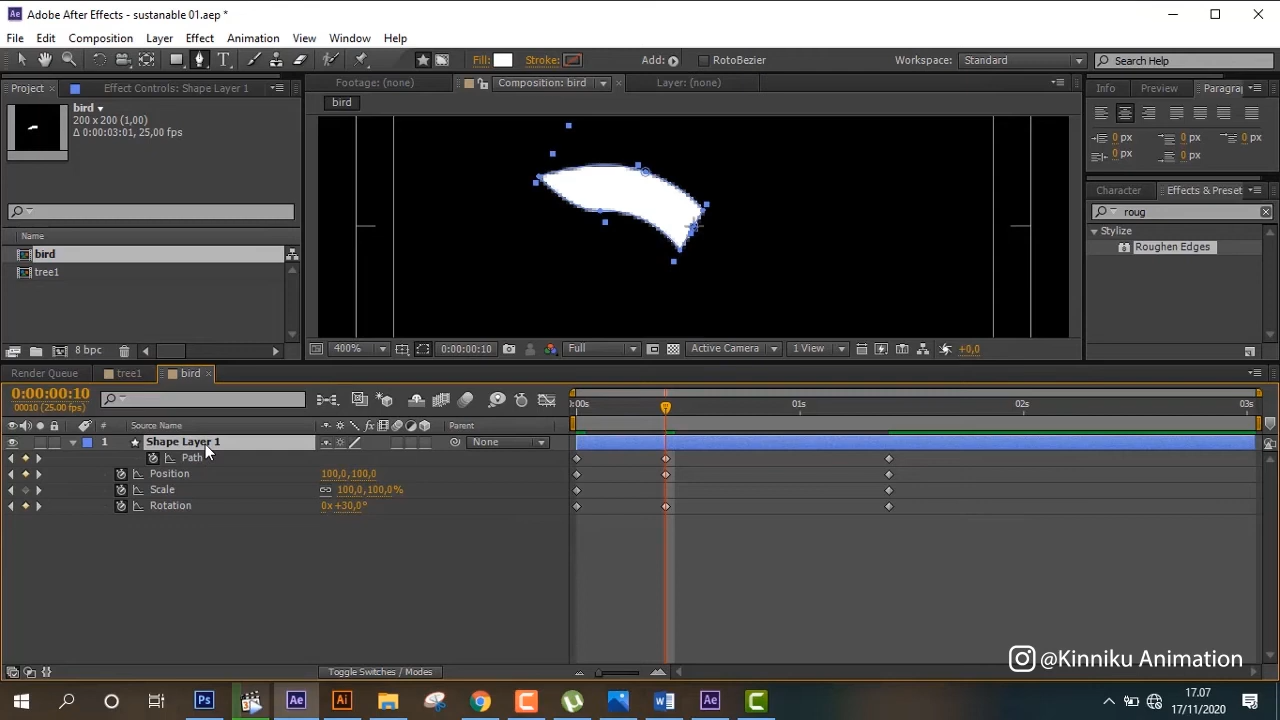 Adobe After Effects - sustanable 01.aep *
File Edit Composition Layer Effect Animation View Window Help
Fill: Stroke: Add: RotoBezier Workspace: Standard Search Help
Project Effect Controls: Shape Layer 1 Footage: (none) Composition: bird Layer: (none) Info Preview Paragra
bird
200 x 200 (1,00)
Δ 0:00:03:01, 25,00 fps
bird
0 px 0 px 0 px
0 px 0 px
Character Effects & Preset
roug
Stylize
Roughen Edges
Name
bird
tree1
8 bpc 400% 0:00:00:10 Full Active Camera 1 View +0,0
Render Queue tree1 bird
0:00:00:10
00010 (25.00 fps)
:00s 01s 02s 03s
# Source Name Parent
1 Shape Layer 1 None
Path
Position 100,0,100,0
Scale 100,0,100,0%
Rotation 0x+30,0°
Toggle Switches / Modes
@Kinniku Animation
17.07
17/11/2020